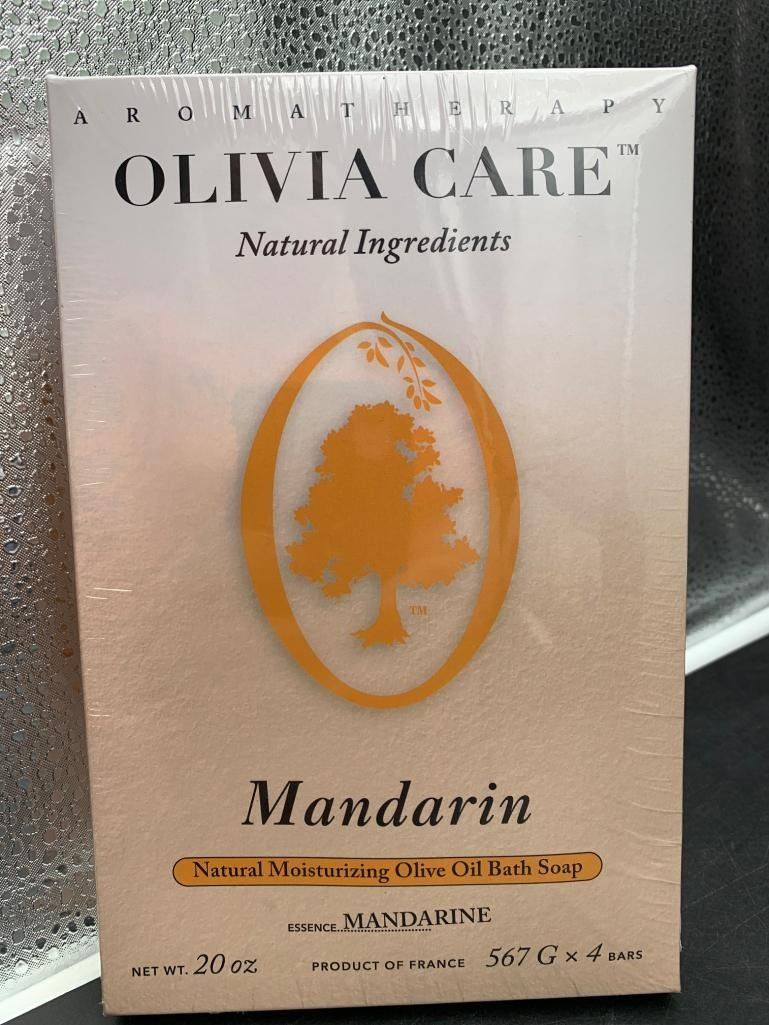 AROMATHERAPY
OLIVIA CARE™
Natural Ingredients
TM
Mandarin
Natural Moisturizing Olive Oil Bath Soap
ESSENCE..................MANDARINE
NET WT. 20 OZ PRODUCT OF FRANCE 567 G × 4 BARS